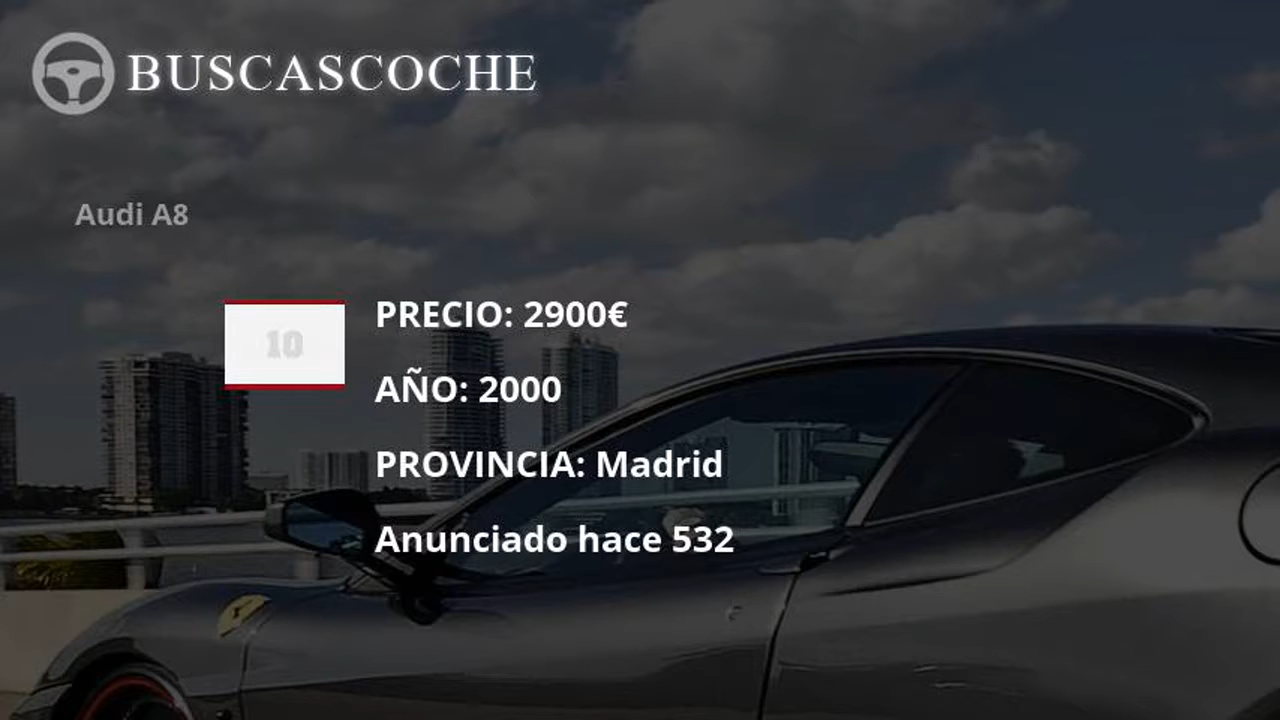 BUSCASCOCHE
Audi A8
10
PRECIO: 2900€
AÑO: 2000
PROVINCIA: Madrid
Anunciado hace 532